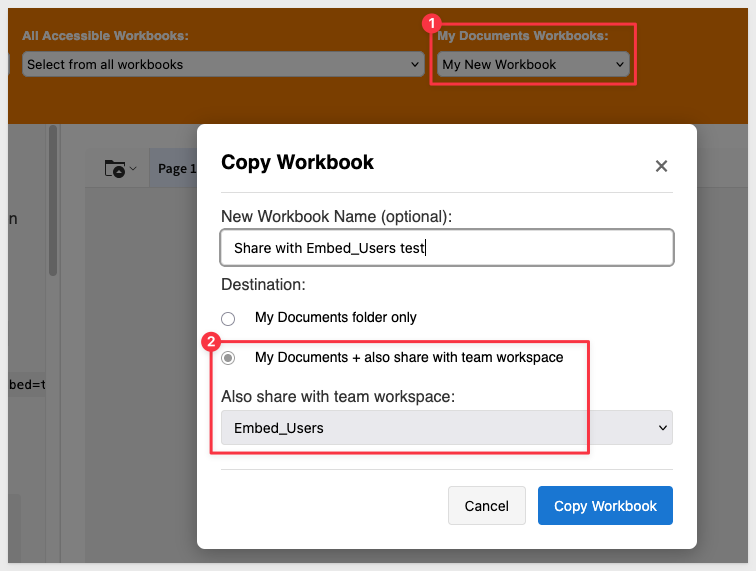 1
All Accessible Workbooks:
My Documents Workbooks:
Select from all workbooks
My New Workbook
Page 1
n
bed=t
Copy Workbook
New Workbook Name (optional):
Share with Embed_Users test
Destination:
My Documents folder only
2
My Documents + also share with team workspace
Also share with team workspace:
Embed_Users
Cancel
Copy Workbook